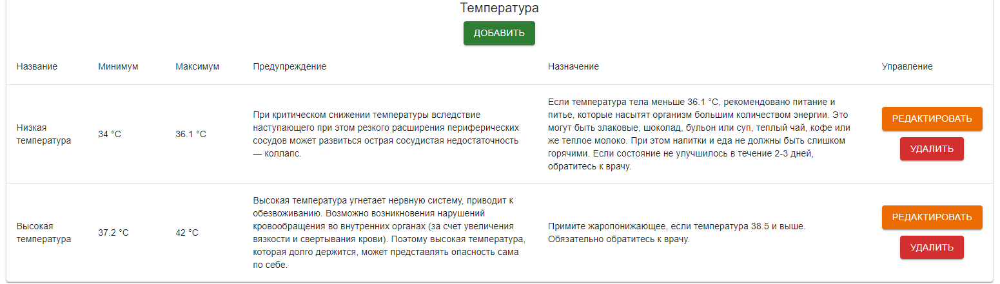 Температура
ДОБАВИТЬ
Название Минимум Максимум Предупреждение Назначение Управление
Низкая
температура
34 °C
36.1 °C
При критическом снижении температуры вследствие
наступающего при этом резкого расширения периферических
сосудов может развиться острая сосудистая недостаточность
— коллапс.
Если температура тела меньше 36.1 °C, рекомендовано питание и
питье, которые насытят организм большим количеством энергии. Это
могут быть злаковые, шоколад, бульон или суп, теплый чай, кофе или
же теплое молоко. При этом напитки и еда не должны быть слишком
горячими. Если состояние не улучшилось в течение 2-3 дней,
обратитесь к врачу.
РЕДАКТИРОВАТЬ
УДАЛИТЬ
Высокая
температура
37.2 °C
42 °C
Высокая температура угнетает нервную систему, приводит к
обезвоживанию. Возможно возникновения нарушений
кровообращения во внутренних органах (за счет увеличения
вязкости и свертывания крови). Поэтому высокая температура,
которая долго держится, может представлять опасность сама
по себе.
Примите жаропонижающее, если температура 38.5 и выше.
Обязательно обратитесь к врачу.
РЕДАКТИРОВАТЬ
УДАЛИТЬ